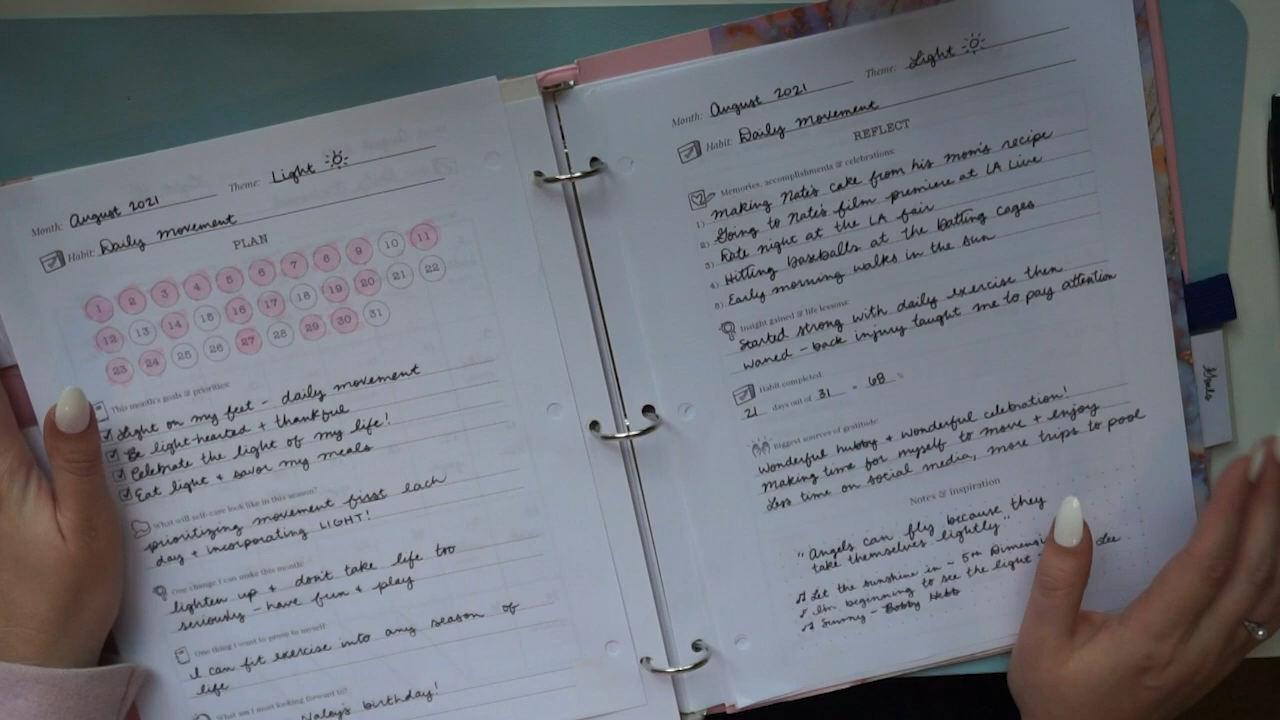 Month: August 2021 Theme: Light
Habit: Daily Movement
PLAN
1 2 3 4 5 6 7 8 9 10 11
12 13 14 15 16 17 18 19 20 21 22
23 24 25 26 27 28 29 30 31
This month's goals & priorities:
Light on my feet - daily movement
Be light-hearted + thankful
Celebrate the light of my life!
Eat light + savor my meals
What will self-care look like in this season?
prioritizing movement first each
day + incorporating LIGHT!
One change I can make this month:
lighten up + don't take life too
seriously - have fun + play
One thing I want to prove to myself:
I can fit exercise into any season of
life
What am I most looking forward to?
Naley's birthday!
Month: August 2021 Theme: Light
Habit: Daily Movement
REFLECT
Memories, accomplishments & celebrations:
1) Making Nate's cake from his mom's recipe
2) Going to Nate's film premiere at LA Live
3) Date night at the LA fair
4) Hitting Baseballs at the Batting cages
5) Early morning walks in the sun
Insight gained & life lessons:
Started strong with daily exercise then
waned - back injury taught me to pay attention
Habit completed:
21 days out of 31 = 68 %
Biggest sources of gratitude:
Wonderful hubby + wonderful celebration!
Making time for myself to move + enjoy
Less time on social media, more trips to pool
Notes & Inspiration
"Angels can fly because they
take themselves lightly"
Let the sunshine in - 5th
I'm beginning to see the light
Sunny - Bobby Hebb
Goals